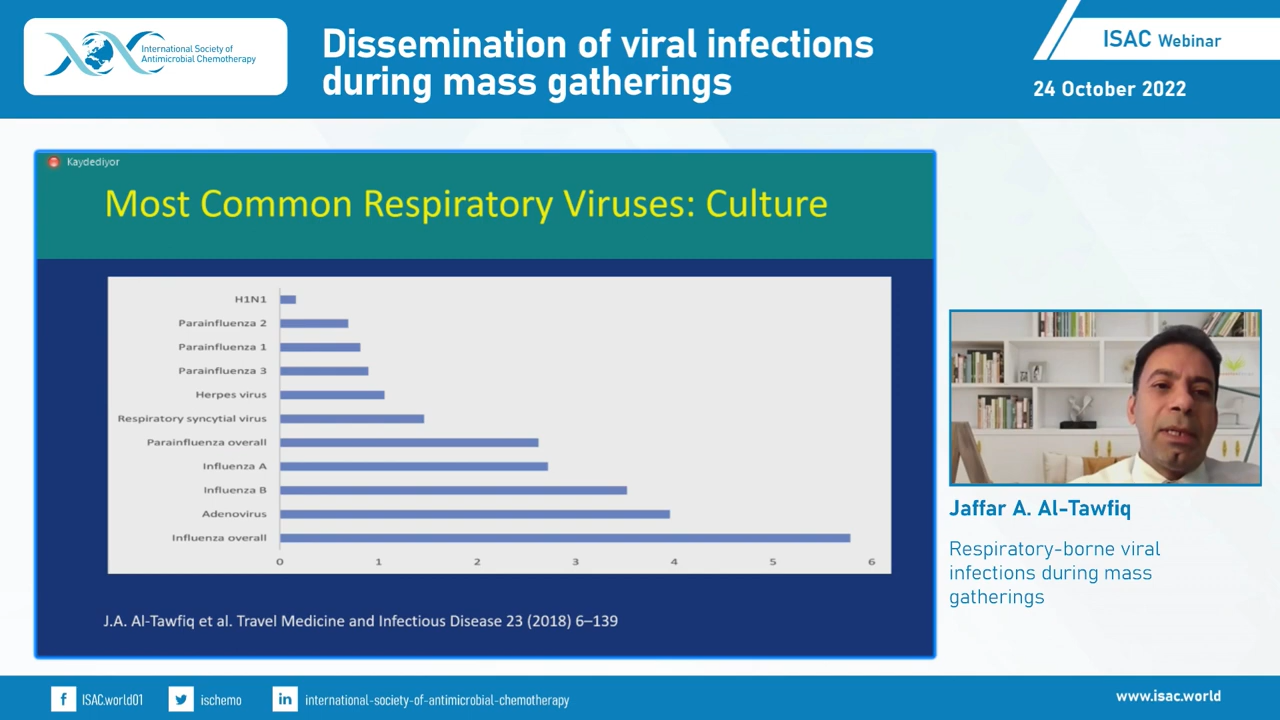 International Society of
Antimicrobial Chemotherapy
Dissemination of viral infections
during mass gatherings
ISAC Webinar
24 October 2022
Kaydediyor
Most Common Respiratory Viruses: Culture
H1N1
Parainfluenza 2
Parainfluenza 1
Parainfluenza 3
Herpes virus
Respiratory syncytial virus
Parainfluenza overall
Influenza A
Influenza B
Adenovirus
Influenza overall
0 1 2 3 4 5 6
J.A. Al-Tawfiq et al. Travel Medicine and Infectious Disease 23 (2018) 6–139
Jaffar A. Al-Tawfiq
Respiratory-borne viral
infections during mass
gatherings
f ISAC.world01 ischemo in international-society-of-antimicrobial-chemotherapy
www.isac.world